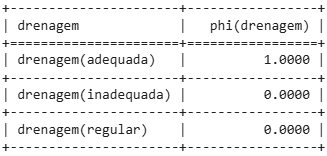 +----------------------+-----------------+
| drenagem             |   phi(drenagem) |
+======================+=================+
| drenagem(adequada)   |          1.0000 |
+----------------------+-----------------+
| drenagem(inadequada) |          0.0000 |
+----------------------+-----------------+
| drenagem(regular)    |          0.0000 |
+----------------------+-----------------+